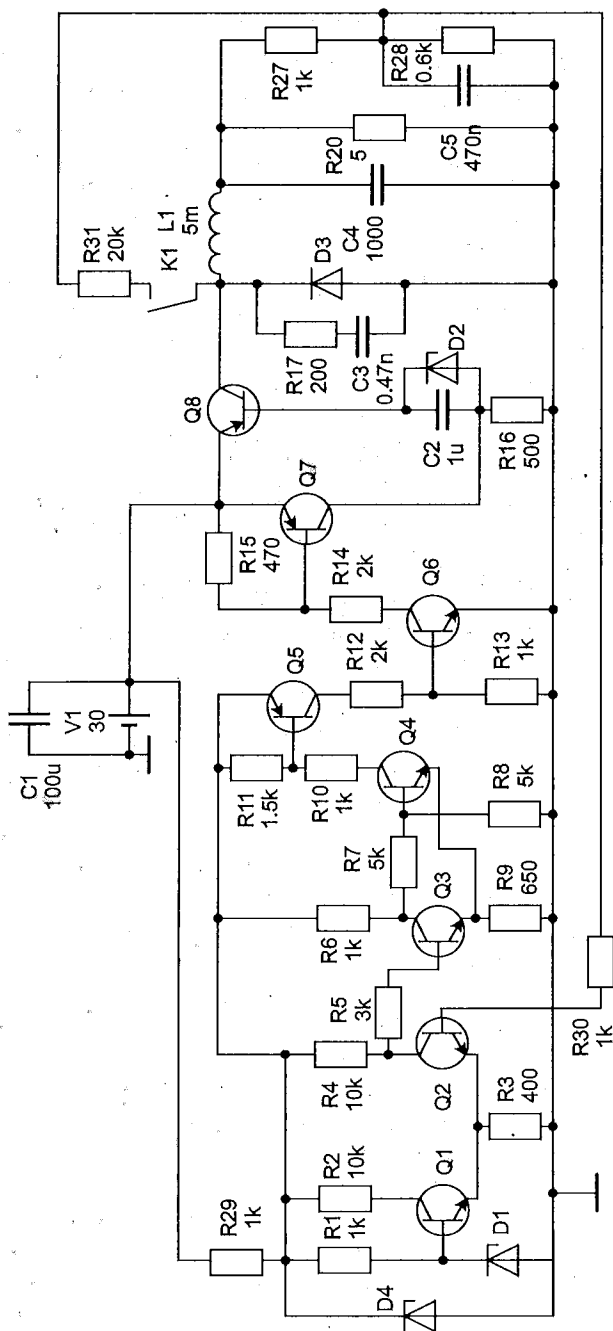 C1
100u
V1
30
R29
1k
D4
R1
1k
R2
10k
Q1
D1
R4
10k
R5
3k
Q2
R3
400
R30
1k
R6
1k
R7
5k
Q3
R9
650
R11
1.5k
R10
1k
Q4
R8
5k
Q5
R12
2k
R13
1k
R15
470
R14
2k
Q6
Q7
Q8
C2
1u
D2
R16
500
R17
200
C3
0.47n
D3
R31
20k
K1
L1
5m
C4
1000
R20
5
R27
1k
R28
0.6k
C5
470n